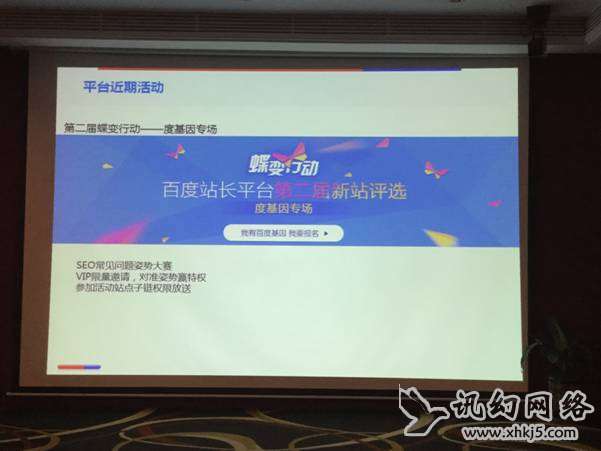 平台近期活动
第二届蝶变行动——度基因专场
蝶变行动
百度站长平台第二届新站评选
度基因专场
我有百度基因 我要报名 ▶
SEO常见问题姿势大赛
VIP限量邀请，对准姿势赢特权
参加活动站点子链权限放送
讯幻网络
www.xhkj5.com